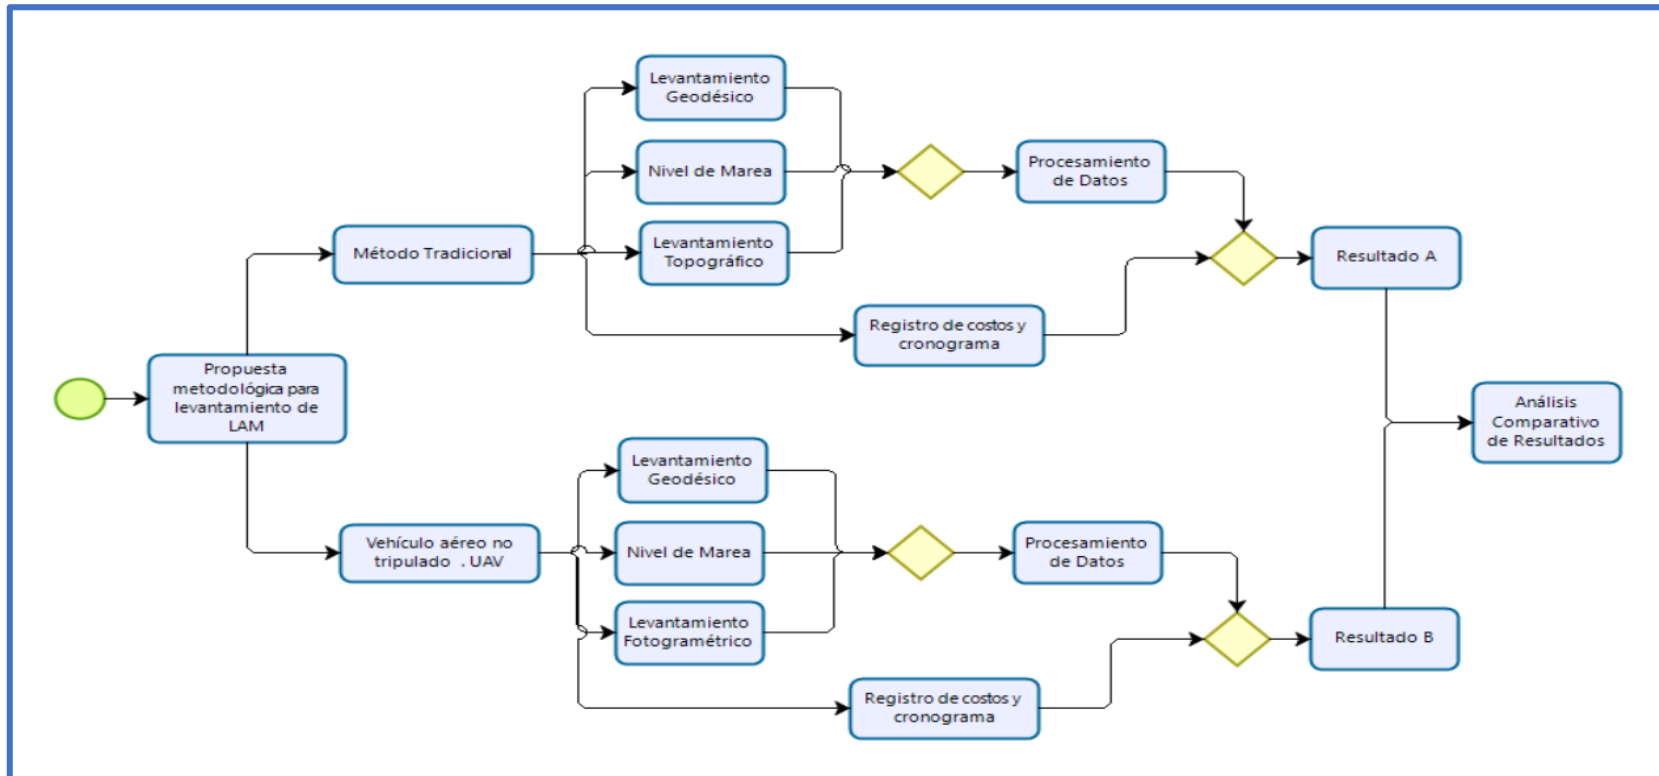 Levantamiento
Geodésico
Nivel de Marea
Levantamiento
Topográfico
Procesamiento
de Datos
Método Tradicional
Registro de costos y
cronograma
Resultado A
Propuesta
metodológica para
levantamiento de
LAM
Análisis
Comparativo
de Resultados
Levantamiento
Geodésico
Vehículo aéreo no
tripulado . UAV
Nivel de Marea
Levantamiento
Fotogramétrico
Procesamiento
de Datos
Registro de costos y
cronograma
Resultado B